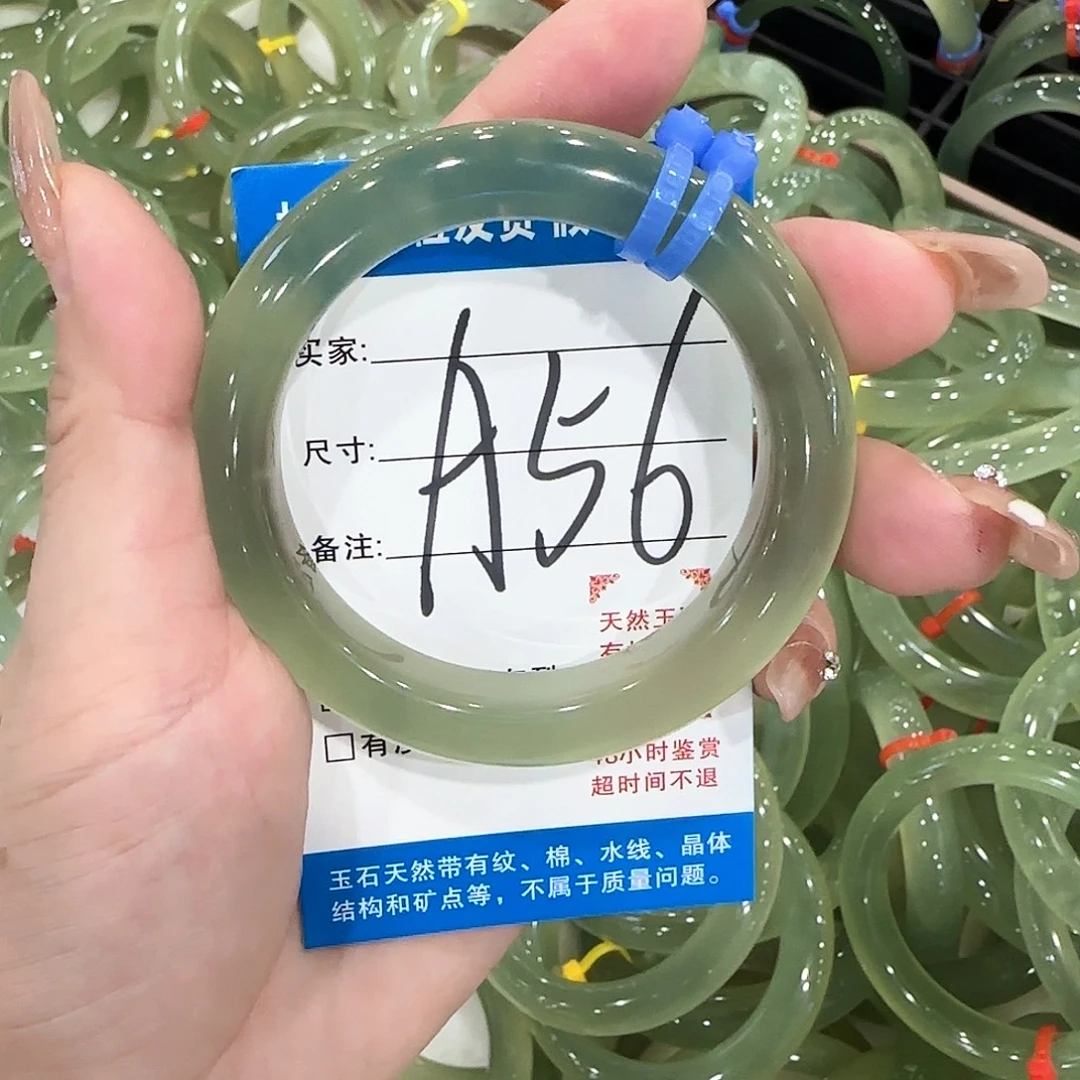 买家:
尺寸:
备注:
A56
天然玉
有
□有
48小时鉴赏
超时间不退
玉石天然带有纹、棉、水线、晶体
结构和矿点等，不属于质量问题。